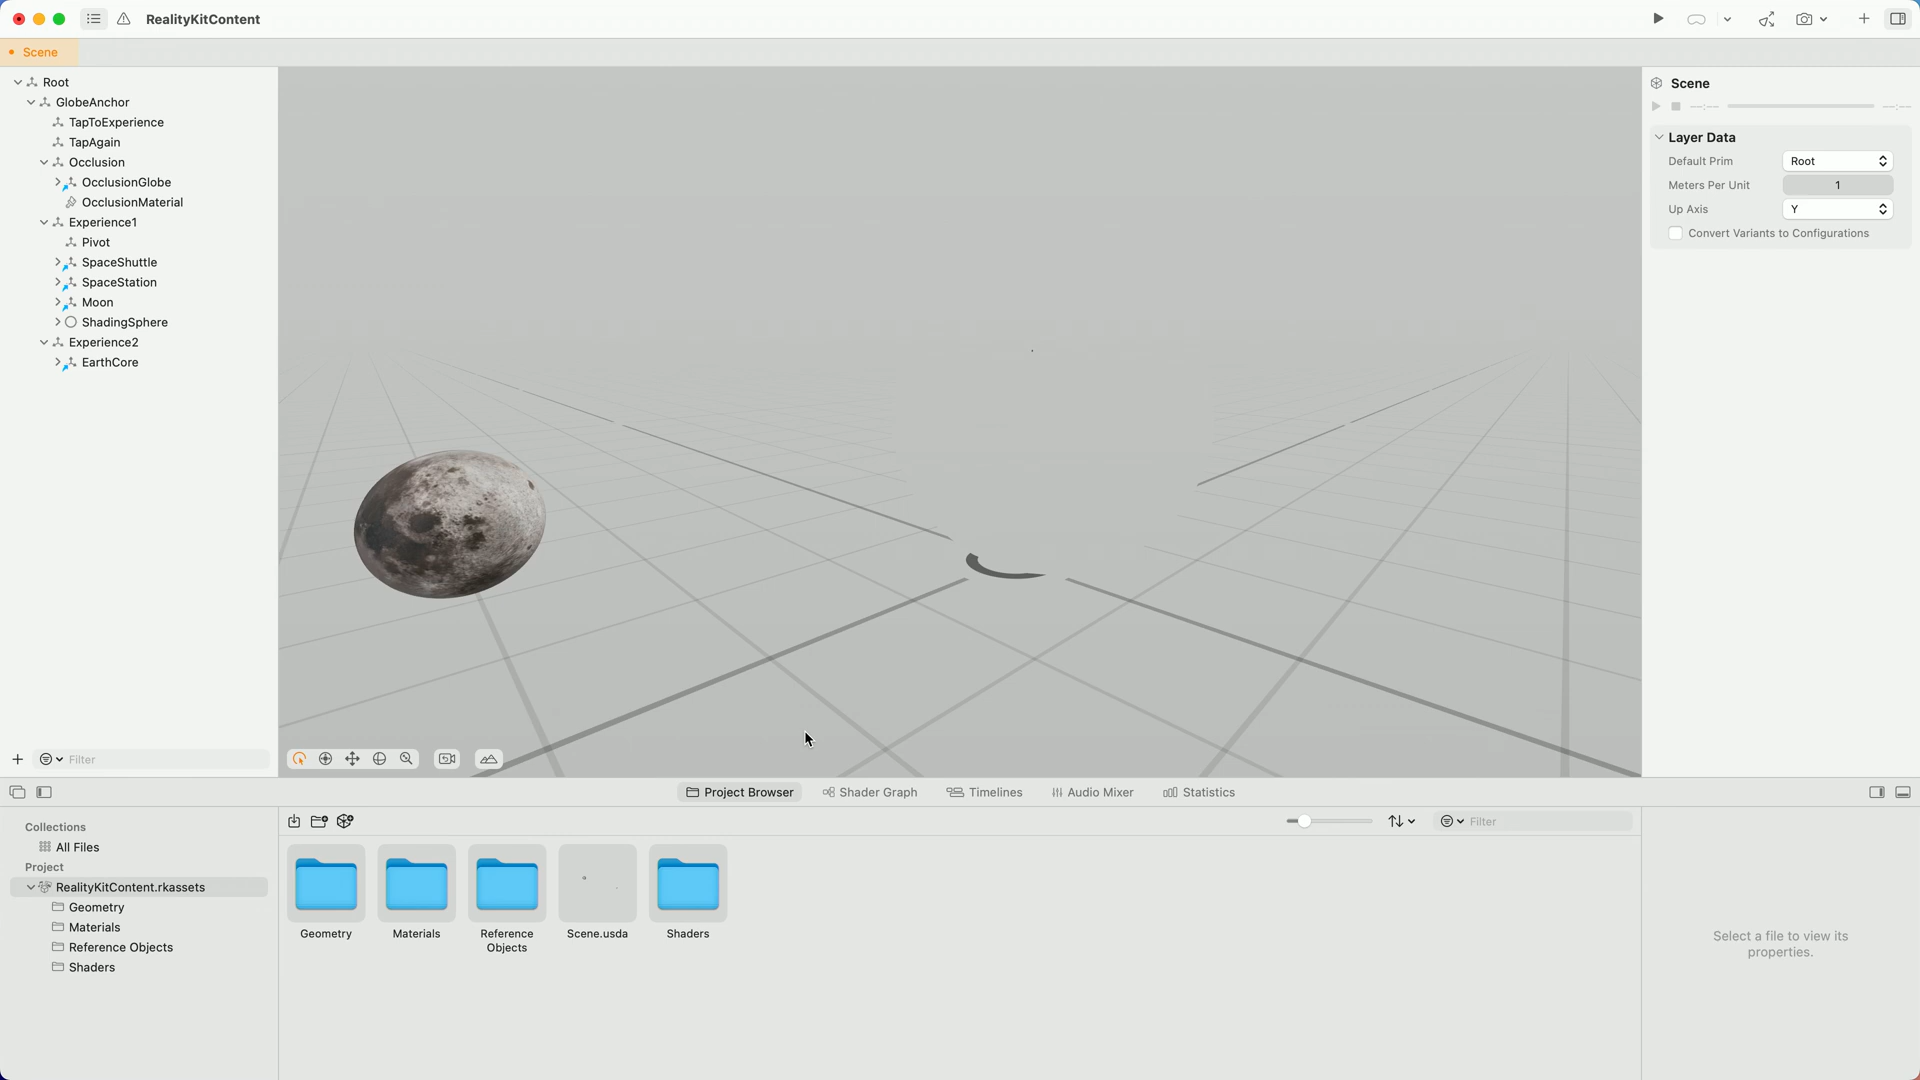 RealityKitContent
Scene
Root
GlobeAnchor
TapToExperience
TapAgain
Occlusion
OcclusionGlobe
OcclusionMaterial
Experience1
Pivot
SpaceShuttle
SpaceStation
Moon
ShadingSphere
Experience2
EarthCore
Filter
Scene
--:--
--:--
Layer Data
Default Prim
Root
Meters Per Unit
1
Up Axis
Y
Convert Variants to Configurations
Project Browser
Shader Graph
Timelines
Audio Mixer
Statistics
Collections
All Files
Project
RealityKitContent.rkassets
Geometry
Materials
Reference Objects
Shaders
Filter
Geometry
Materials
Reference
Objects
Scene.usda
Shaders
Select a file to view its
properties.